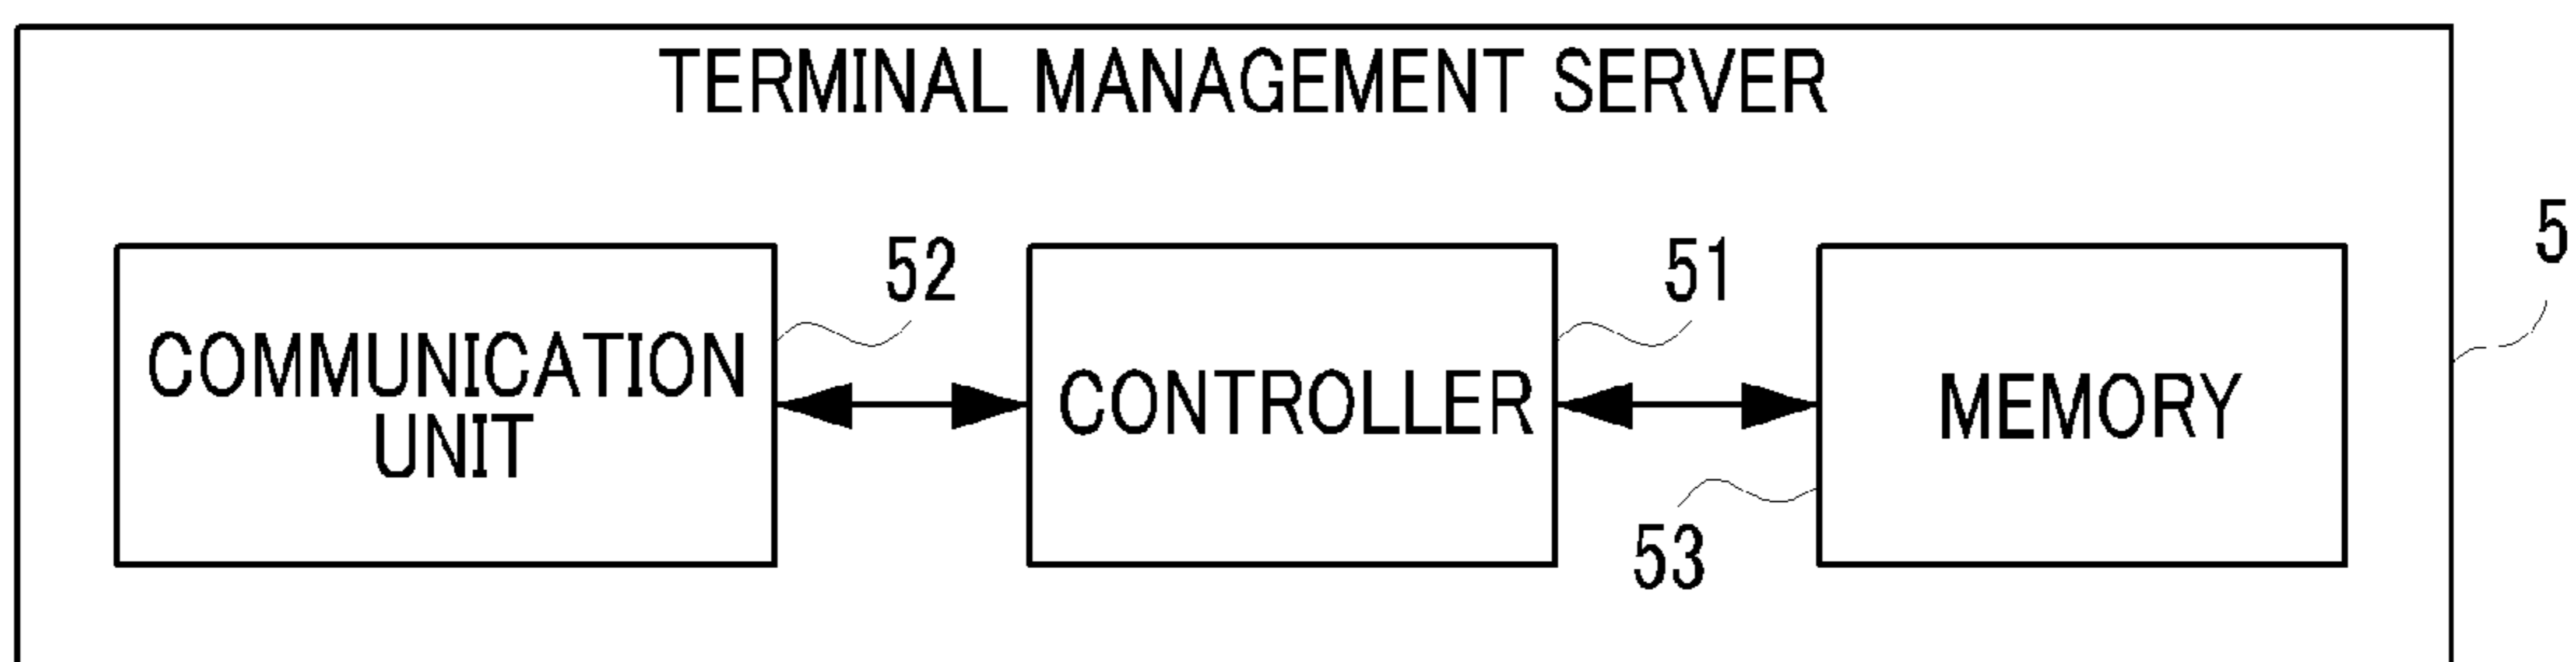 TERMINAL MANAGEMENT SERVER
5
52
51
COMMUNICATION
UNIT
CONTROLLER
MEMORY
53